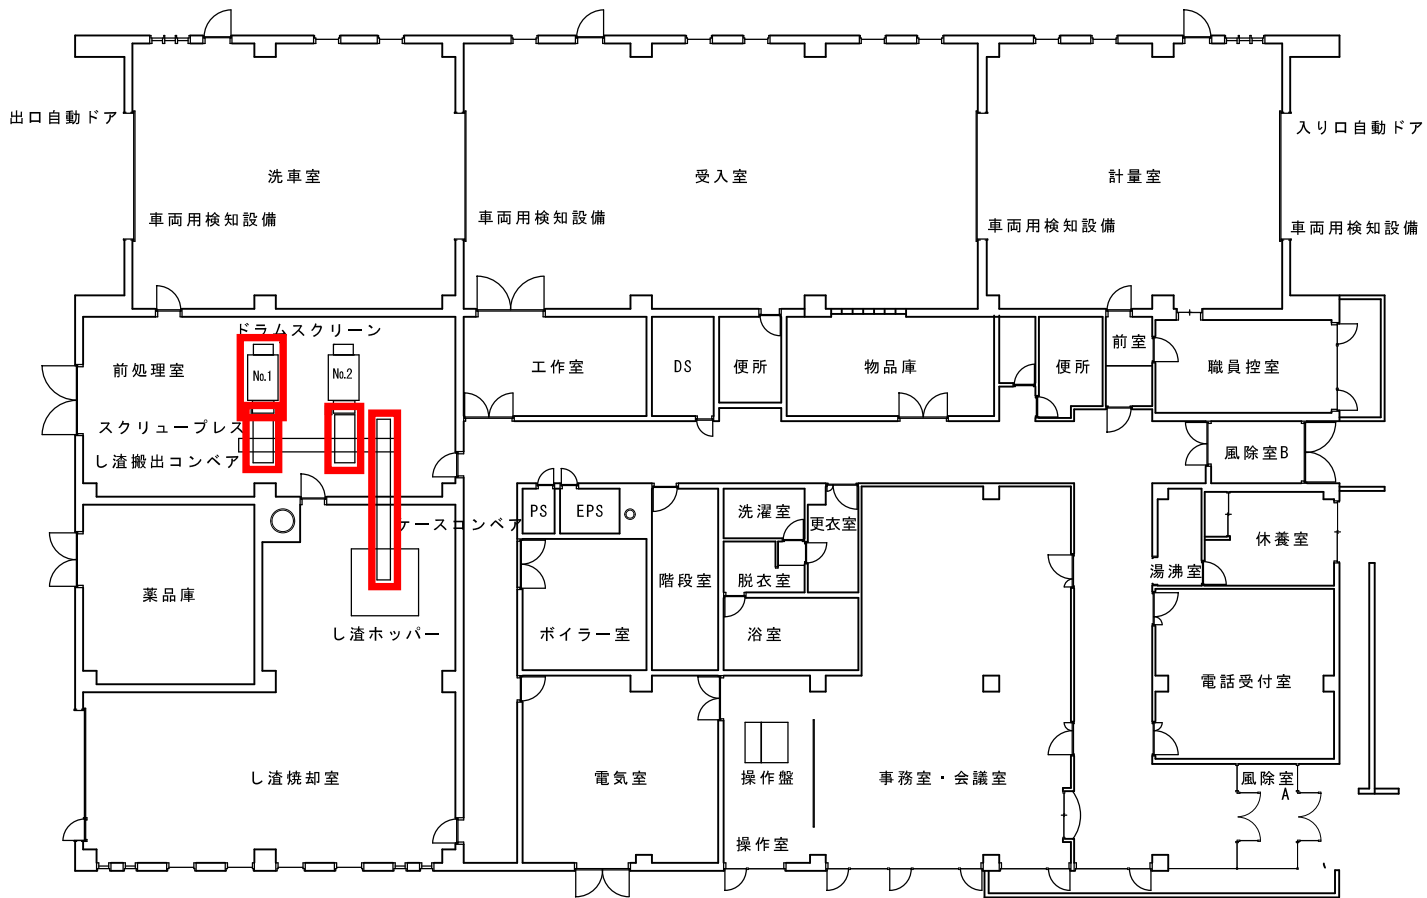 出口自動ドア
入り口自動ドア
洗車室
受入室
計量室
車両用検知設備
車両用検知設備
車両用検知設備
車両用検知設備
ドラムスクリーン
前処理室
No.1
No.2
工作室
DS
便所
物品庫
便所
前室
職員控室
スクリュープレス
し渣搬出コンベア
風除室B
PS
EPS
洗濯室
更衣室
ケースコンベア
休養室
湯沸室
薬品庫
階段室
脱衣室
し渣ホッパー
ボイラー室
浴室
電話受付室
し渣焼却室
電気室
操作盤
事務室・会議室
風除室
A
操作室